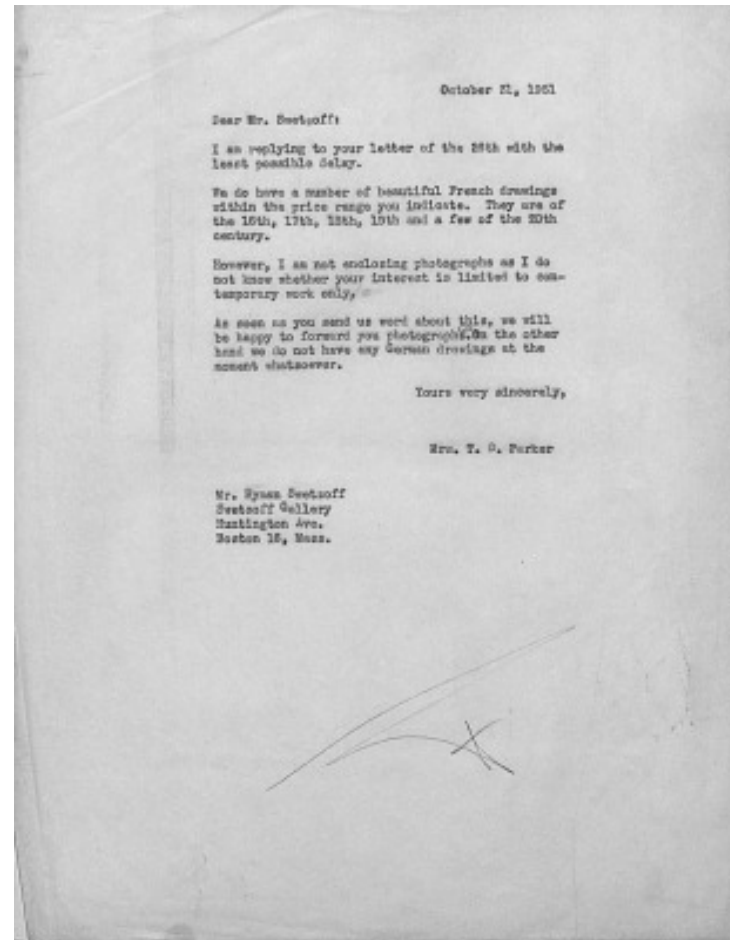 October 31, 1951
Dear Mr. Swetzoff:
I am replying to your letter of the 28th with the
least possible delay.
We do have a number of beautiful French drawings
within the price range you indicate. They are of
the 16th, 17th, 18th, 19th and a few of the 20th
century.
However, I am not enclosing photographs as I do
not know whether your interest is limited to con-
temporary work only,
As soon as you send us word about this, we will
be happy to forward you photographs. On the other
hand we do not have any German drawings at the
moment whatsoever.
Yours very sincerely,
Mrs. T. Parker
Mr. Hyman Swetzoff
Swetzoff Gallery
Huntington Ave.
Boston Mass.